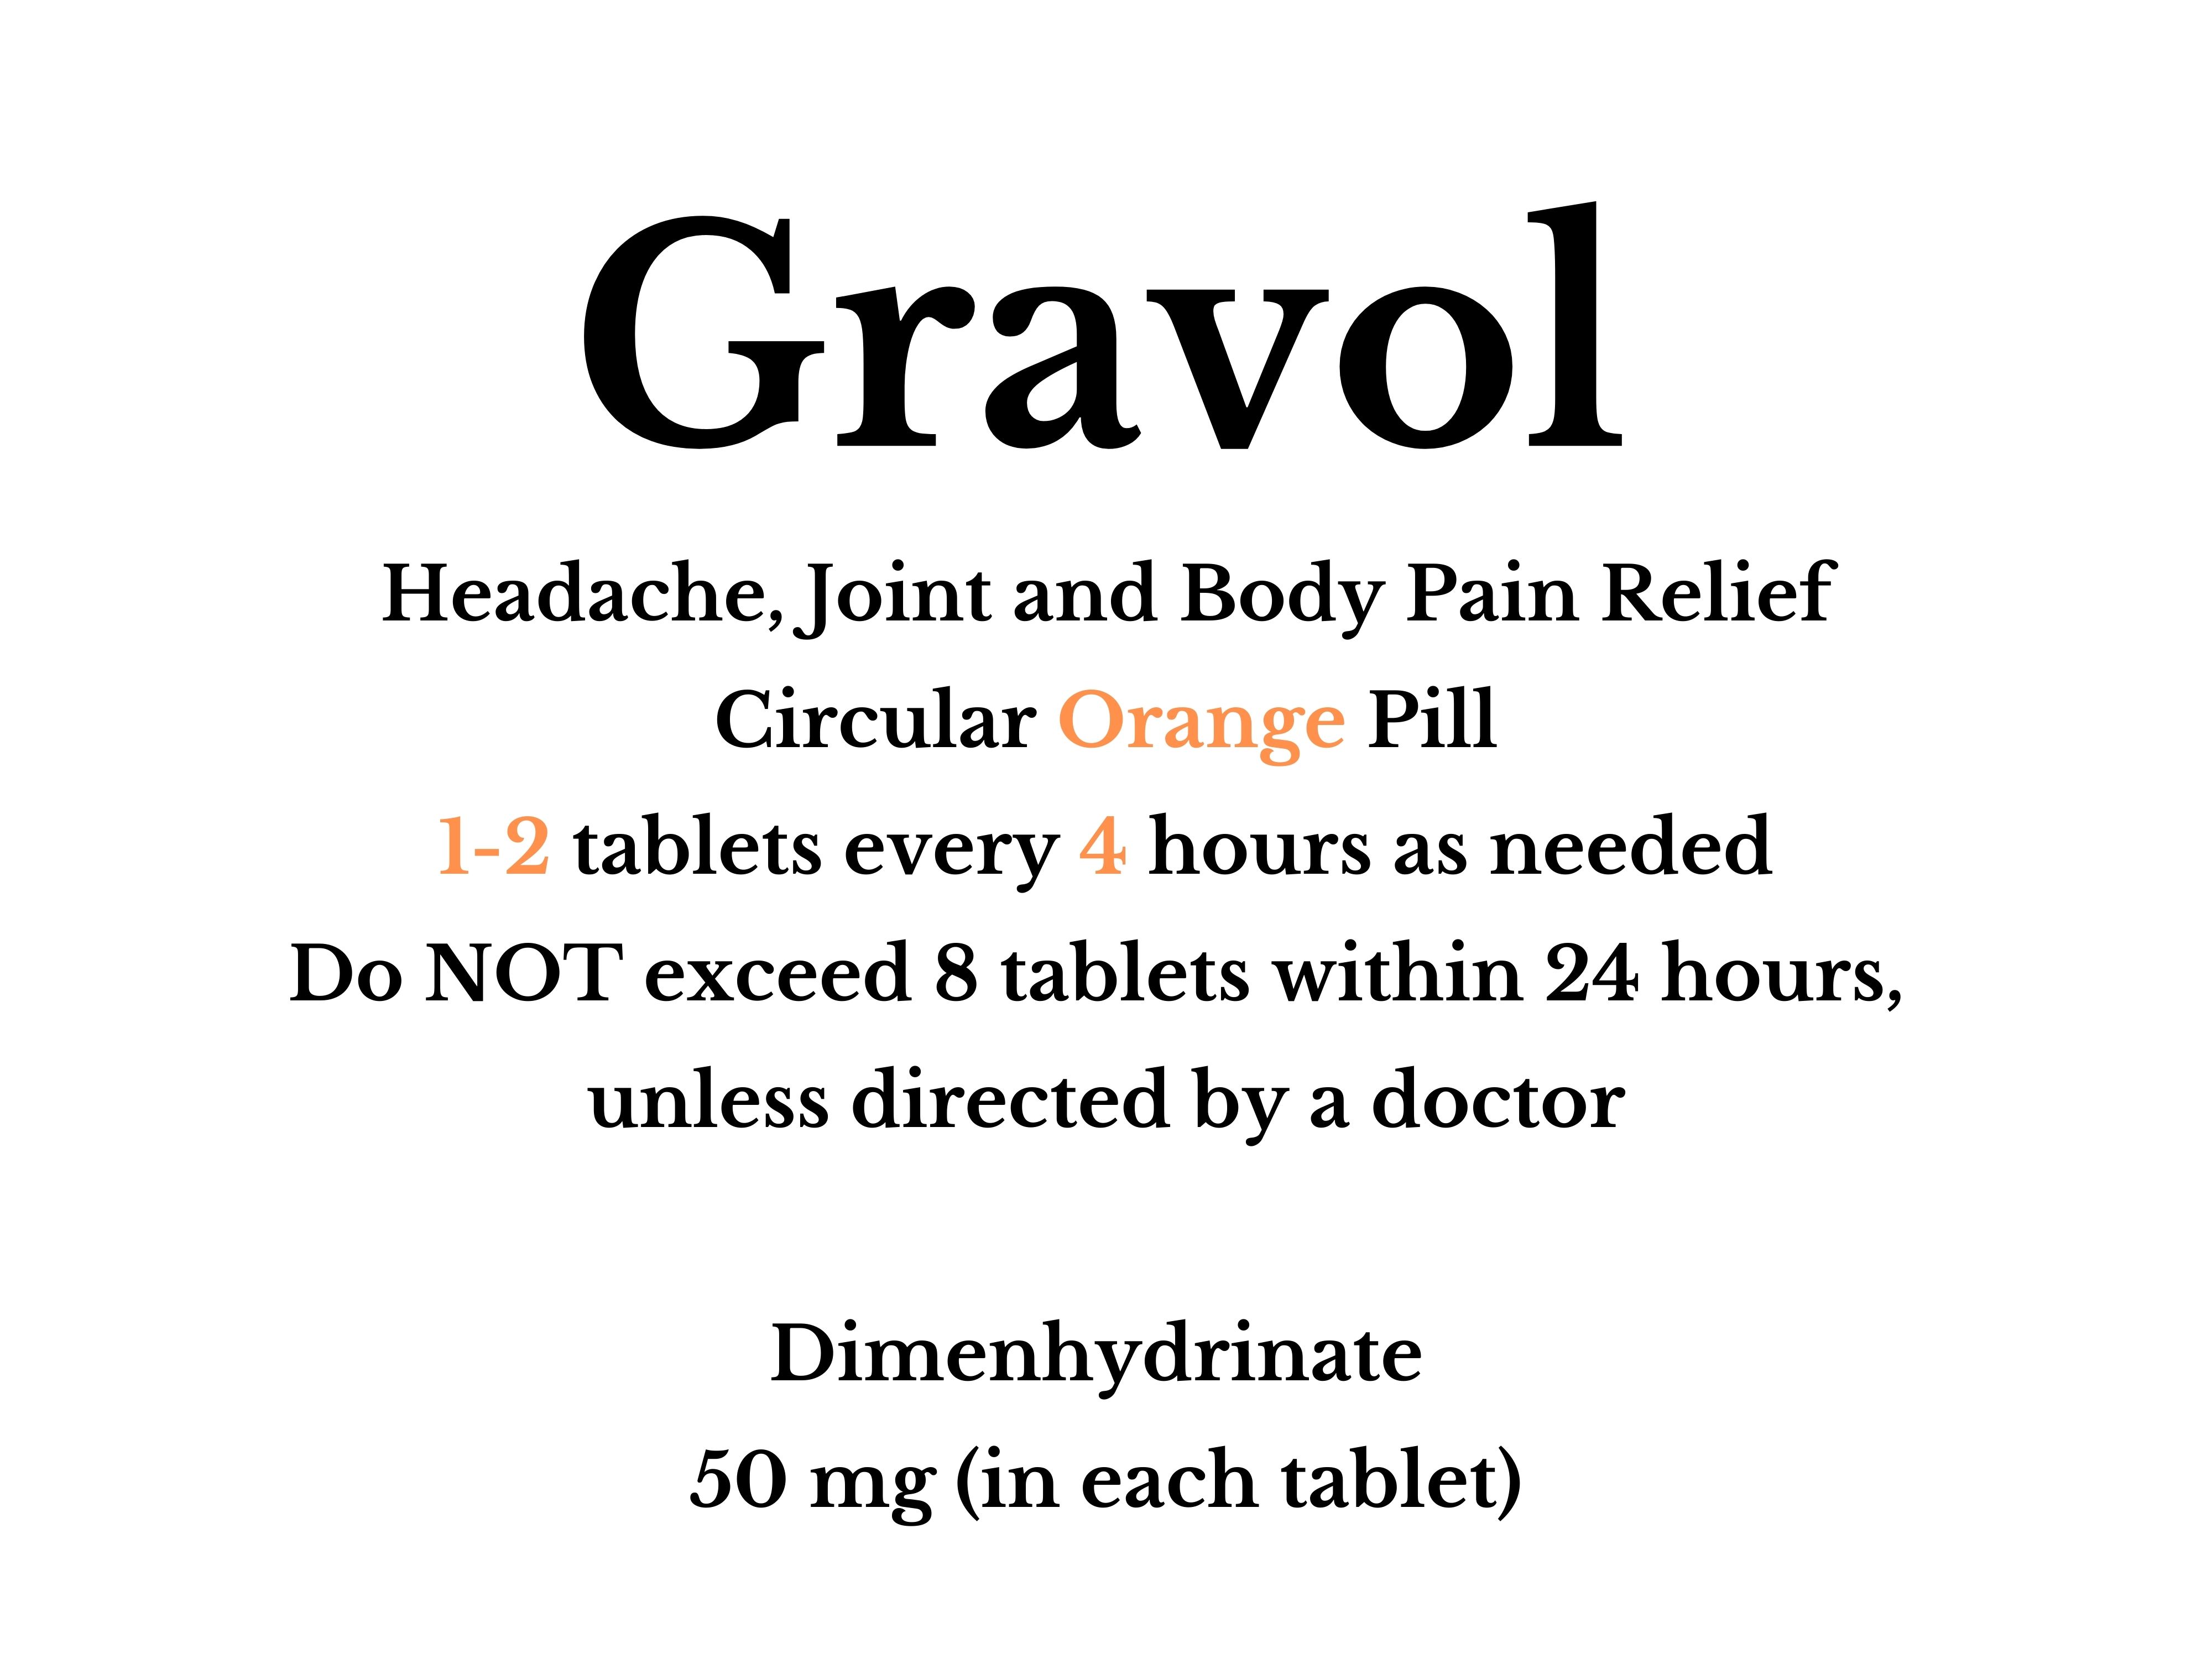 Gravol
Headache, Joint and Body Pain Relief
Circular Orange Pill
1-2 tablets every 4 hours as needed
Do NOT exceed 8 tablets within 24 hours,
unless directed by a doctor
Dimenhydrinate
50 mg (in each tablet)